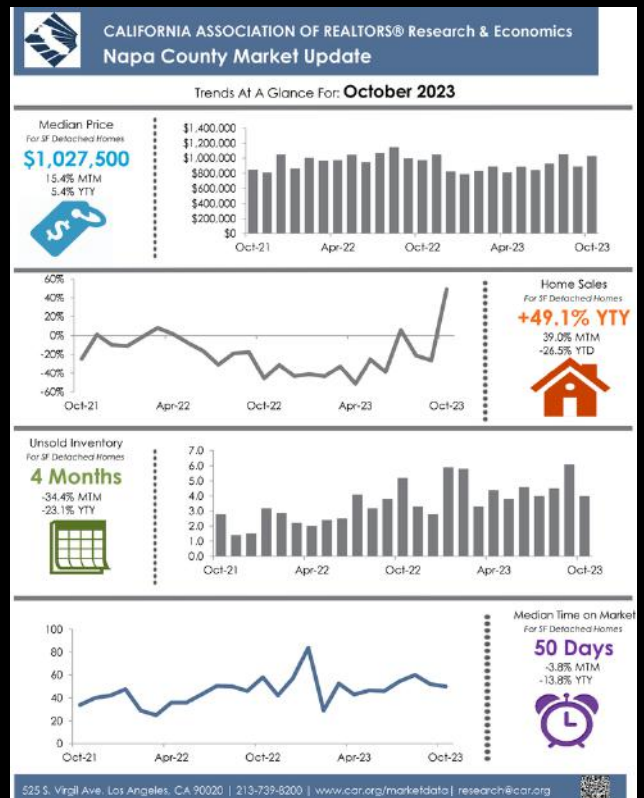 CALIFORNIA ASSOCIATION OF REALTORS® Research & Economics
Napa County Market Update
Trends At A Glance For: October 2023
Median Price
For SF Detached Homes
$1,027,500
15.4% MTM
5.4% YTY
$
$1,400,000
$1,200,000
$1,000,000
$800,000
$600,000
$400,000
$200,000
$0
Oct-21 Apr-22 Oct-22 Apr-23 Oct-23
60%
40%
20%
0%
-20%
-40%
-60%
Oct-21 Apr-22 Oct-22 Apr-23 Oct-23
Home Sales
For SF Detached Homes
+49.1% YTY
39.0% MTM
-26.5% YTD
Unsold Inventory
For SF Detached Homes
4 Months
-34.4% MTM
-23.1% YTY
7.0
6.0
5.0
4.0
3.0
2.0
1.0
0.0
Oct-21 Apr-22 Oct-22 Apr-23 Oct-23
100
80
60
40
20
0
Oct-21 Apr-22 Oct-22 Apr-23 Oct-23
Median Time on Market
For SF Detached Homes
50 Days
-3.8% MTM
-13.8% YTY
525 S. Virgil Ave. Los Angeles, CA 90020 | 213-739-8200 | www.car.org/marketdata| research@car.org